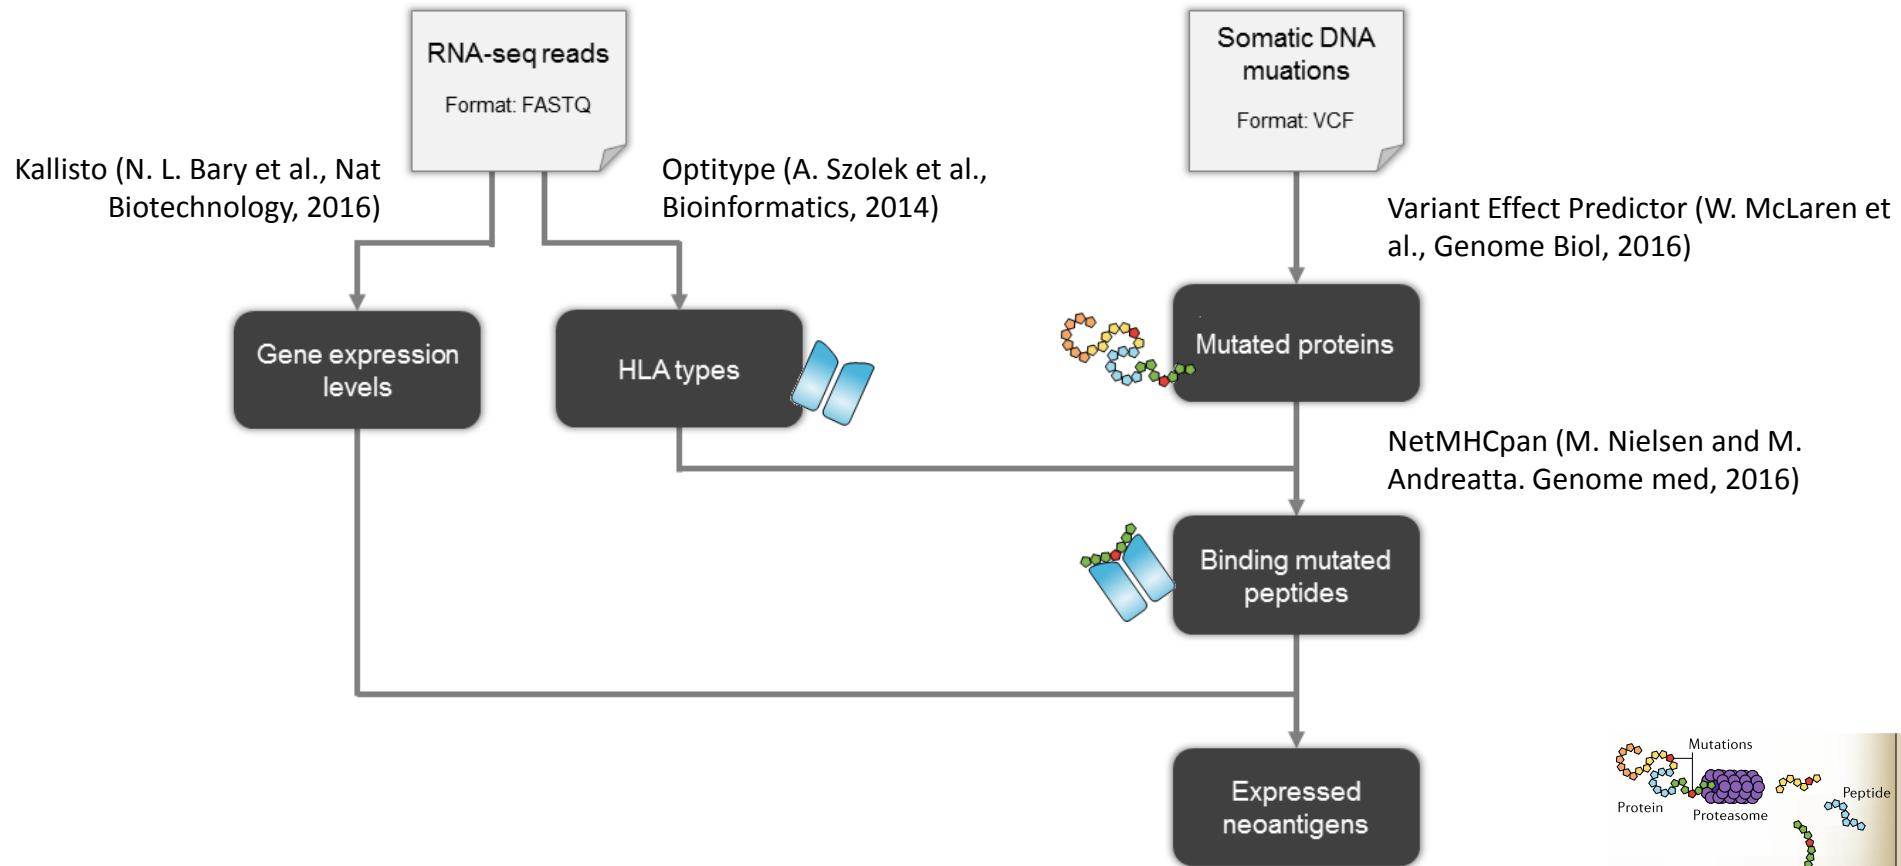 RNA-seq reads
Format: FASTQ
Somatic DNA
muations
Format: VCF
Kallisto (N. L. Bary et al., Nat
Biotechnology, 2016)
Optitype (A. Szolek et al.,
Bioinformatics, 2014)
Variant Effect Predictor (W. McLaren et
al., Genome Biol, 2016)
Gene expression
levels
HLA types
Mutated proteins
NetMHCpan (M. Nielsen and M.
Andreatta. Genome med, 2016)
Binding mutated
peptides
Expressed
neoantigens
Mutations
Protein
Proteasome
Peptide